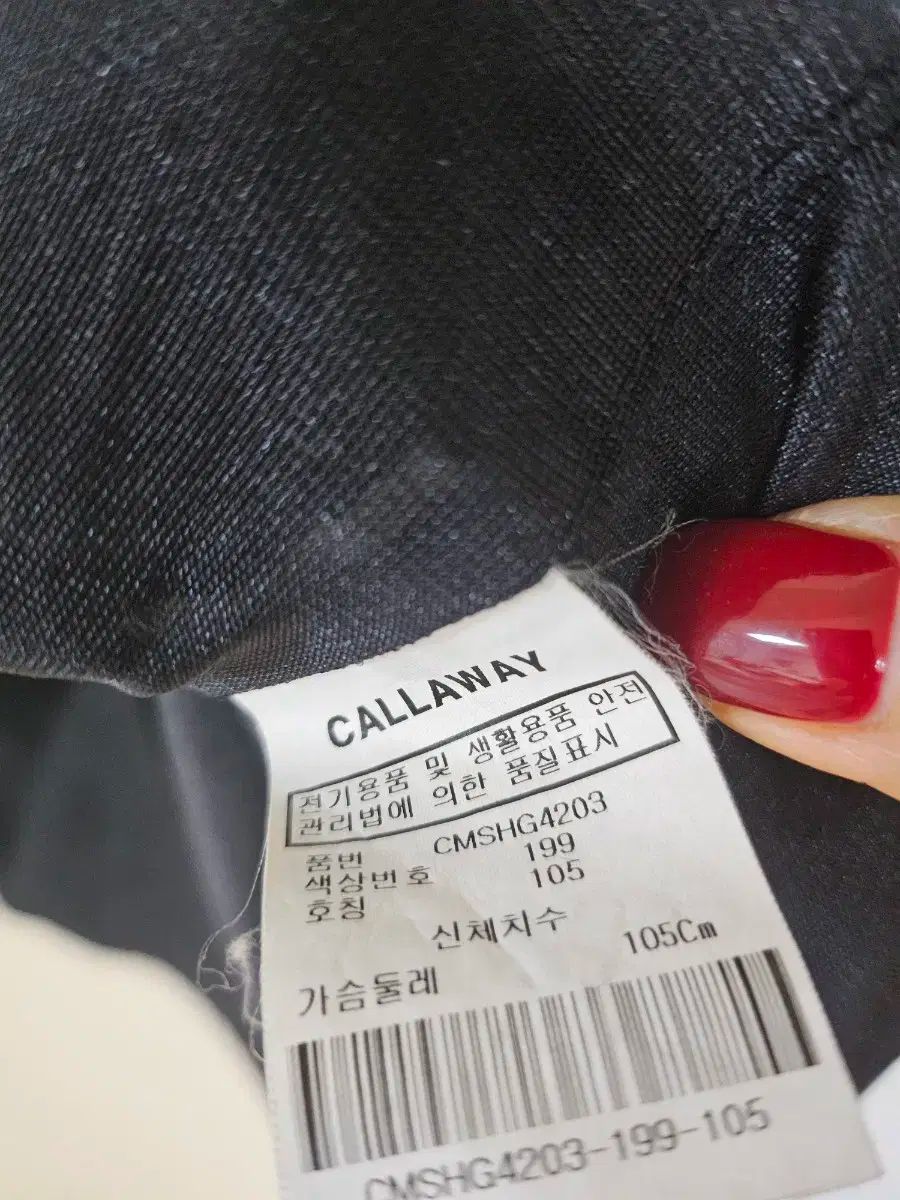 CALLAWAY
전기용품 및 생활용품 안전
관리법에 의한 품질표시
품번 CMSHG4203
색상번호 199
호칭 105
신체치수
가슴둘레 105Cm
CMSHG4203-199-105